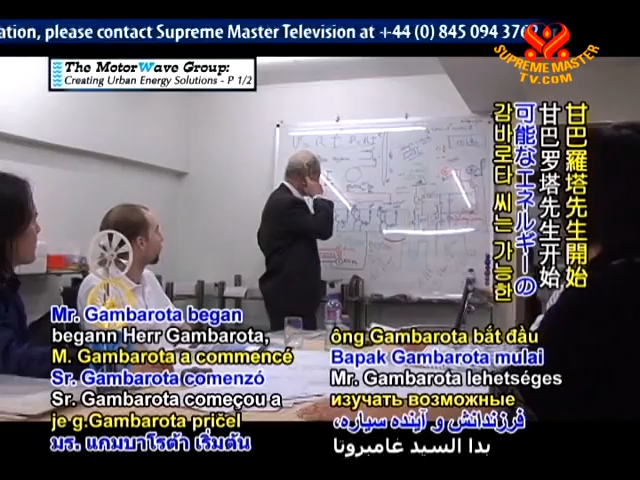 ation, please contact Supreme Master Television at +44 (0) 845 094 3762 or
SUPREME MASTER
TV.COM
The MotorWave Group:
Creating Urban Energy Solutions - P 1/2
甘巴羅塔先生開始
甘巴罗塔先生开始
可能なエネルギーの
감바로타 씨는 가능한
Mr. Gambarota began
begann Herr Gambarota,
M. Gambarota a commencé
Sr. Gambarota comenzó
Sr. Gambarota começou a
je g.Gambarota pričel
มร. แกมบาโรต้า เริ่มต้น
ông Gambarota bắt đầu
Bapak Gambarota mulai
Mr. Gambarota lehetséges
изучать возможные
فرزندانش و آینده سیاره،
بدا السيد غامبروتا